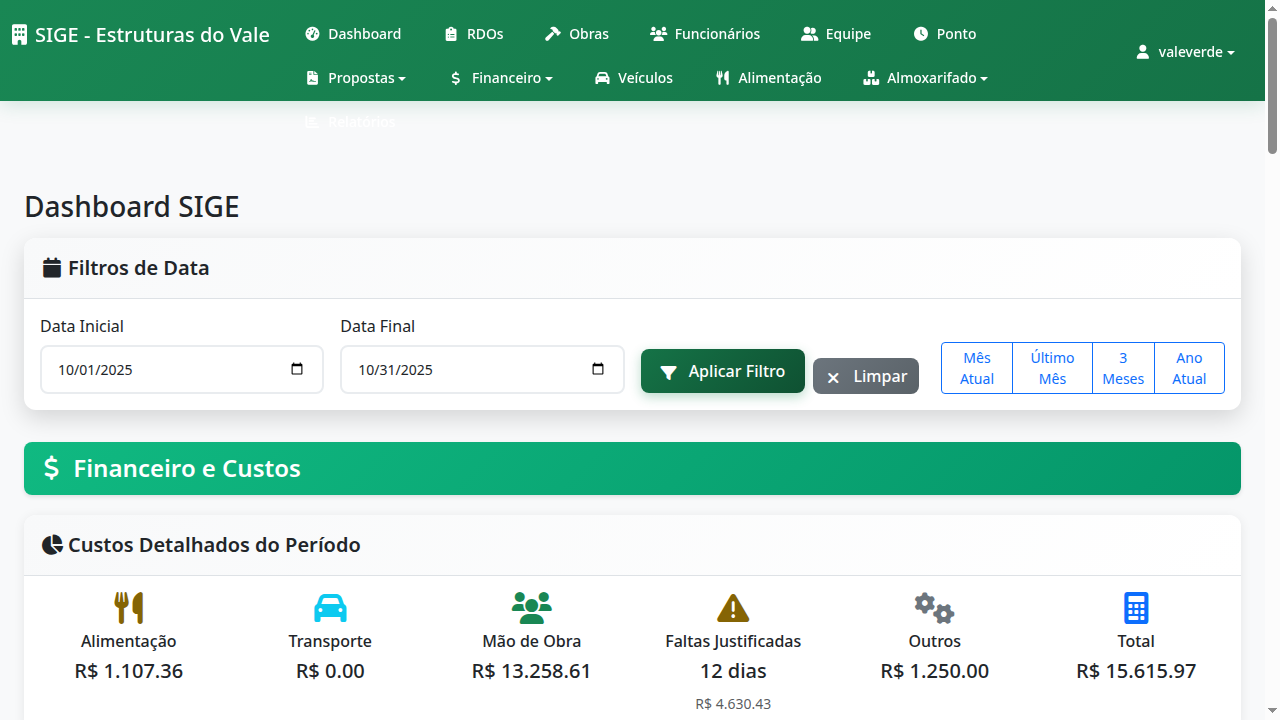 SIGE - Estruturas do Vale
Dashboard
RDOs
Obras
Funcionários
Equipe
Ponto
valeverde
Propostas
Financeiro
Veículos
Alimentação
Almoxarifado
Relatórios
Dashboard SIGE
Filtros de Data
Data Inicial
Data Final
10/01/2025
10/31/2025
Aplicar Filtro
Limpar
Mês
Atual
Último
Mês
3
Meses
Ano
Atual
Financeiro e Custos
Custos Detalhados do Período
Alimentação
R$ 1.107.36
Transporte
R$ 0.00
Mão de Obra
R$ 13.258.61
Faltas Justificadas
12 dias
R$ 4.630.43
Outros
R$ 1.250.00
Total
R$ 15.615.97